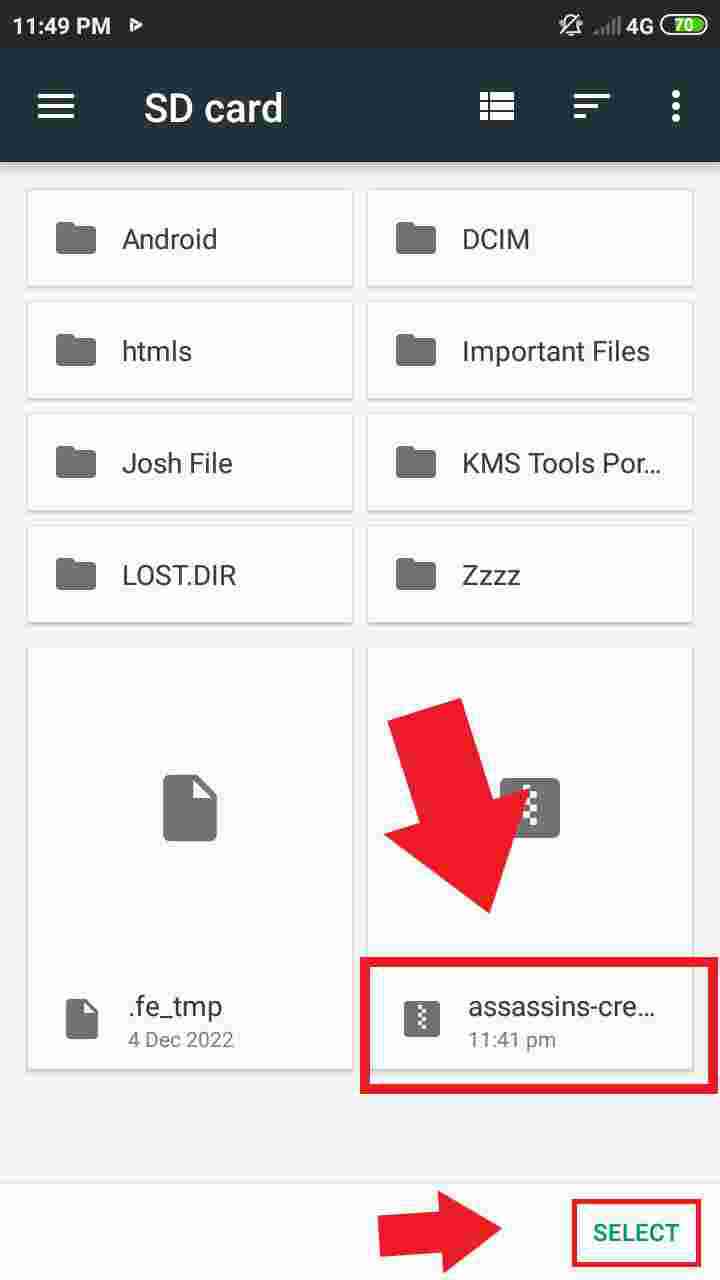 11:49 PM 4G 70
SD card
Android
DCIM
htmls
Important Files
Josh File
KMS Tools Por...
LOST.DIR
Zzzz
.fe_tmp
4 Dec 2022
assassins-cre...
11:41 pm
SELECT